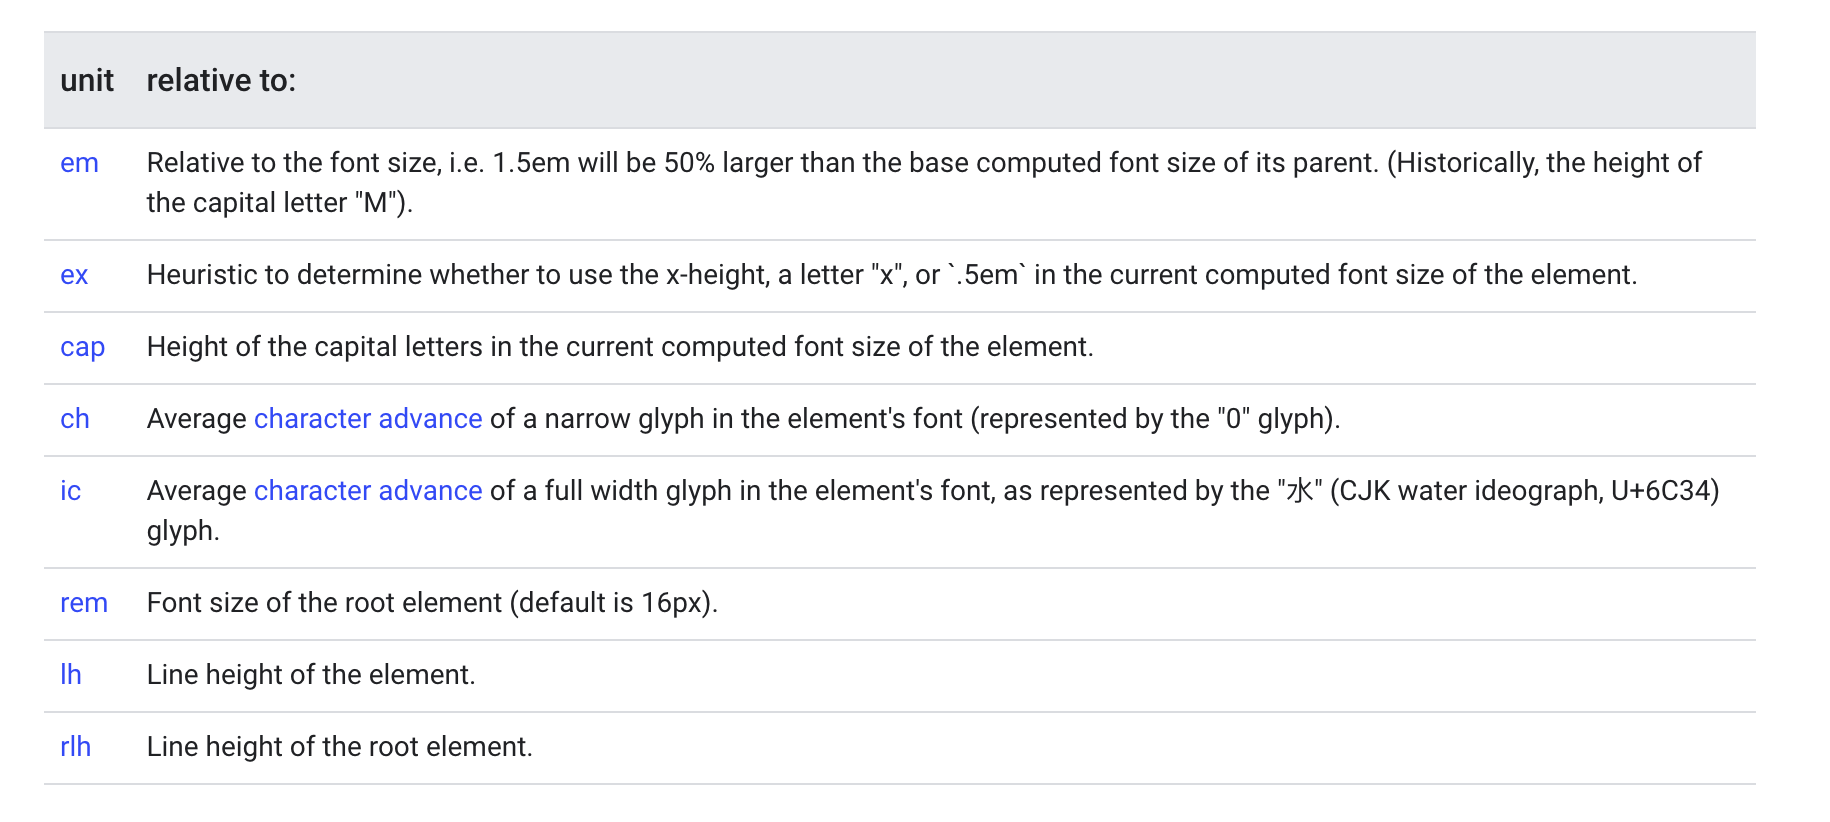 unit relative to:
em Relative to the font size, i.e. 1.5em will be 50% larger than the base computed font size of its parent. (Historically, the height of
the capital letter "M").
ex Heuristic to determine whether to use the x-height, a letter "x", or `.5em` in the current computed font size of the element.
cap Height of the capital letters in the current computed font size of the element.
ch Average character advance of a narrow glyph in the element's font (represented by the "0" glyph).
ic Average character advance of a full width glyph in the element's font, as represented by the "水" (CJK water ideograph, U+6C34)
glyph.
rem Font size of the root element (default is 16px).
lh Line height of the element.
rlh Line height of the root element.